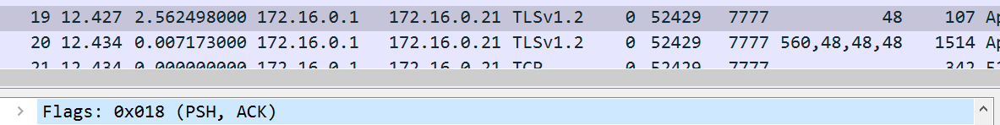 19 12.427 2.562498000 172.16.0.1 172.16.0.21 TLSv1.2 0 52429 7777 48 107 Ap
20 12.434 0.007173000 172.16.0.1 172.16.0.21 TLSv1.2 0 52429 7777 560,48,48,48 1514 Ap
21 12.434 0.000000000 172.16.0.1 172.16.0.21 TCP 0 52429 7777 342 52
Flags: 0x018 (PSH, ACK)